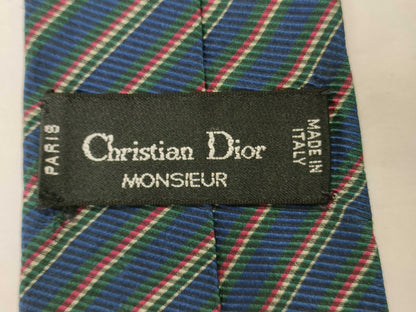 PARIS
Christian Dior
MONSIEUR
MADE IN
ITALY